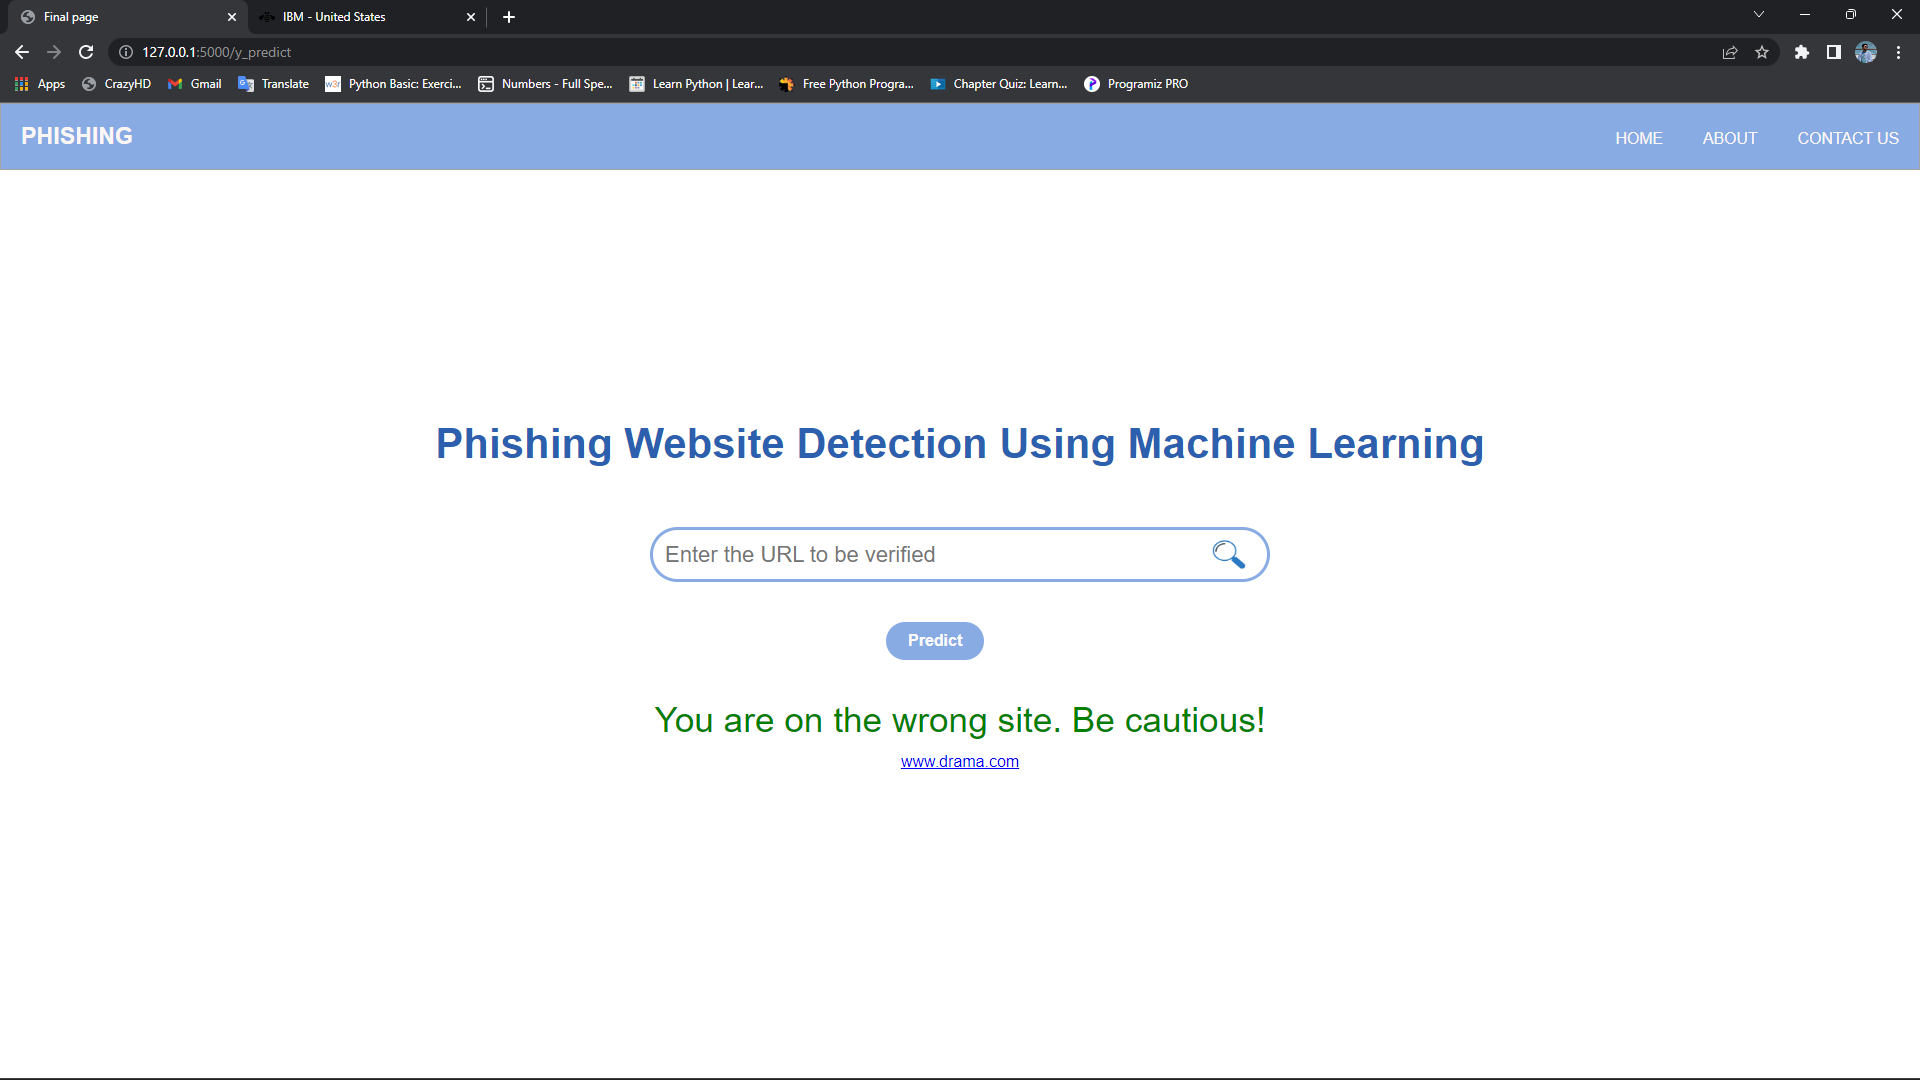 Final page
IBM - United States
127.0.0.1:5000/y_predict
Apps
CrazyHD
Gmail
Translate
w3r
Python Basic: Exerci...
Numbers - Full Spe...
Learn Python | Lear...
Free Python Progra...
Chapter Quiz: Learn...
Programiz PRO
PHISHING
HOME
ABOUT
CONTACT US
Phishing Website Detection Using Machine Learning
Enter the URL to be verified
Predict
You are on the wrong site. Be cautious!
www.drama.com